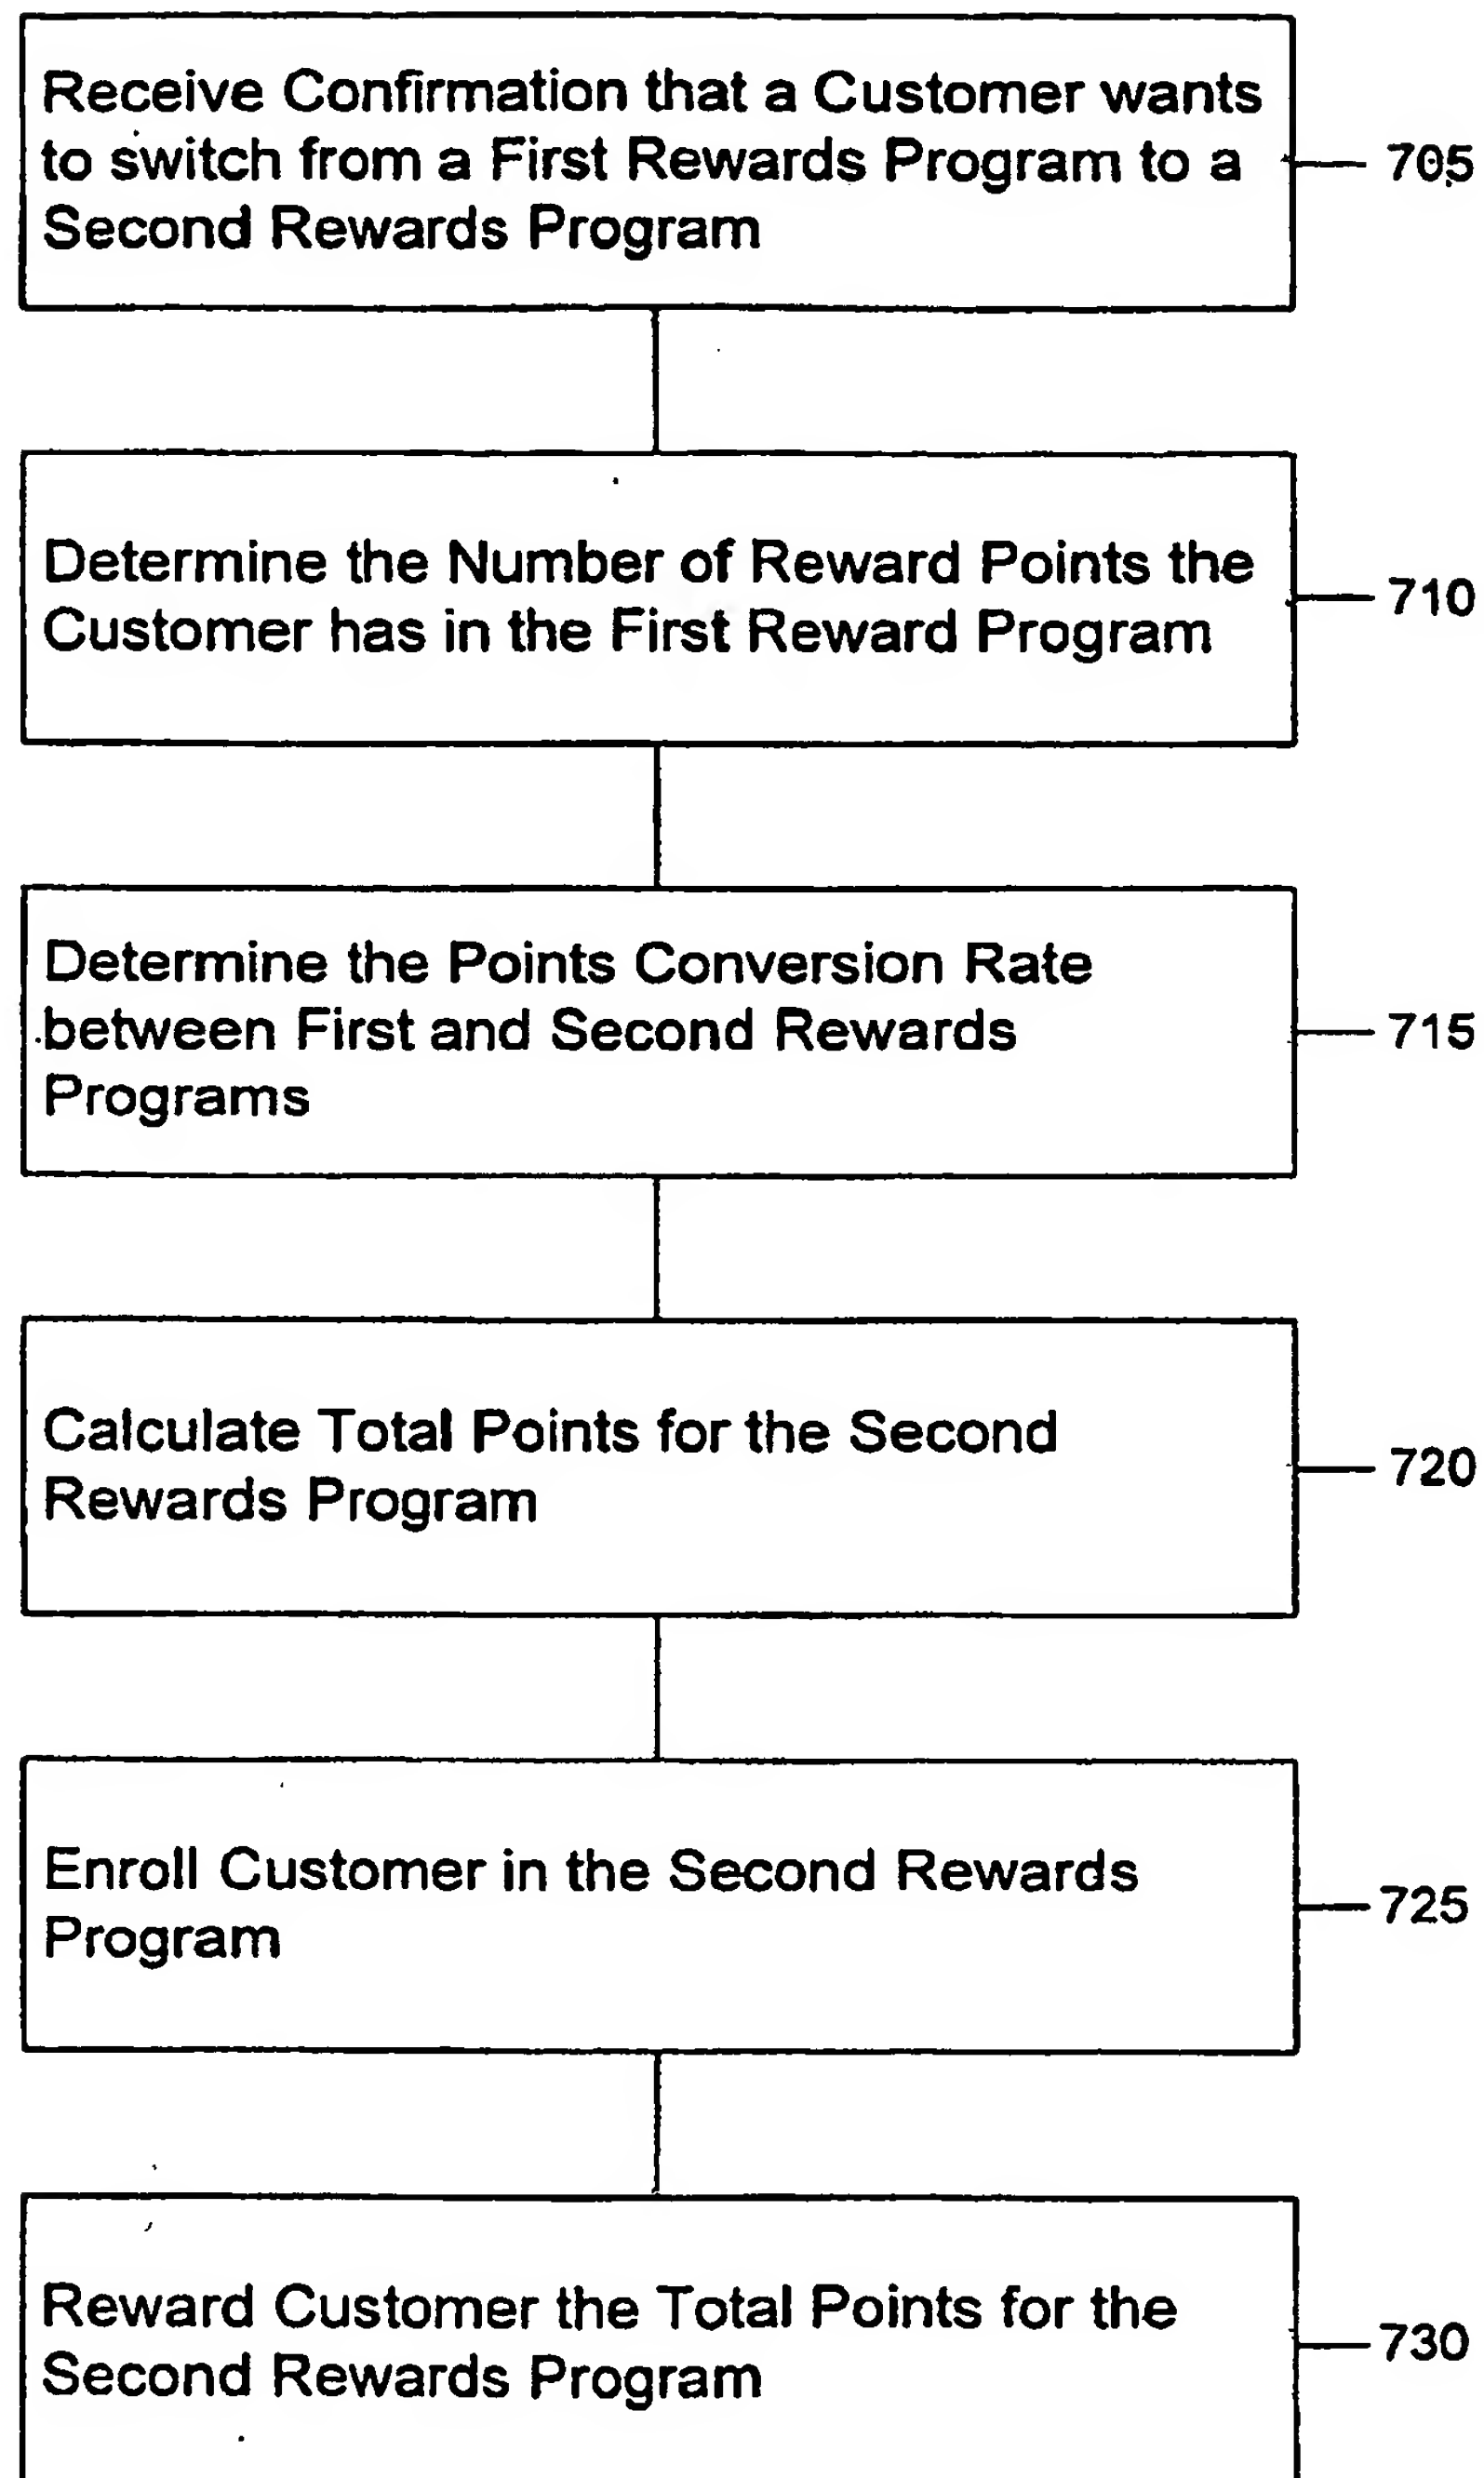 Receive Confirmation that a Customer wants
to switch from a First Rewards Program to a
Second Rewards Program
705
Determine the Number of Reward Points the
Customer has in the First Reward Program
710
Determine the Points Conversion Rate
between First and Second Rewards
Programs
715
Calculate Total Points for the Second
Rewards Program
720
Enroll Customer in the Second Rewards
Program
725
Reward Customer the Total Points for the
Second Rewards Program
730